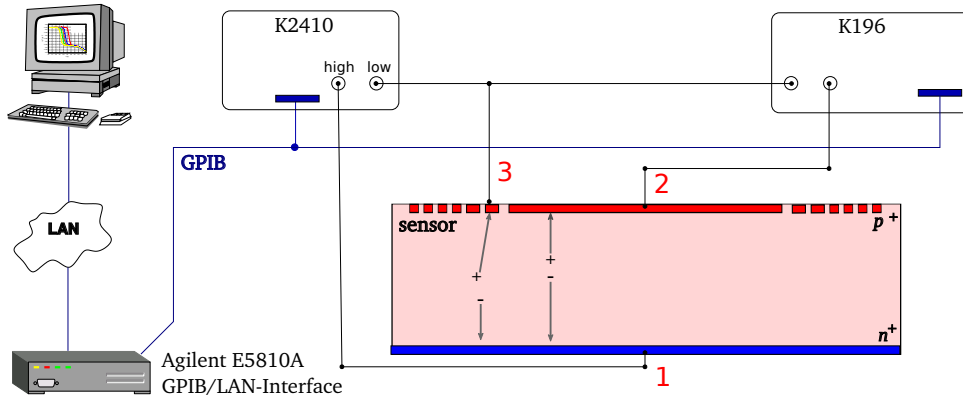 K2410
K196
high
low
GPIB
3
2
sensor
p +
LAN
+
-
+
-
n+
Agilent E5810A
GPIB/LAN-Interface
1